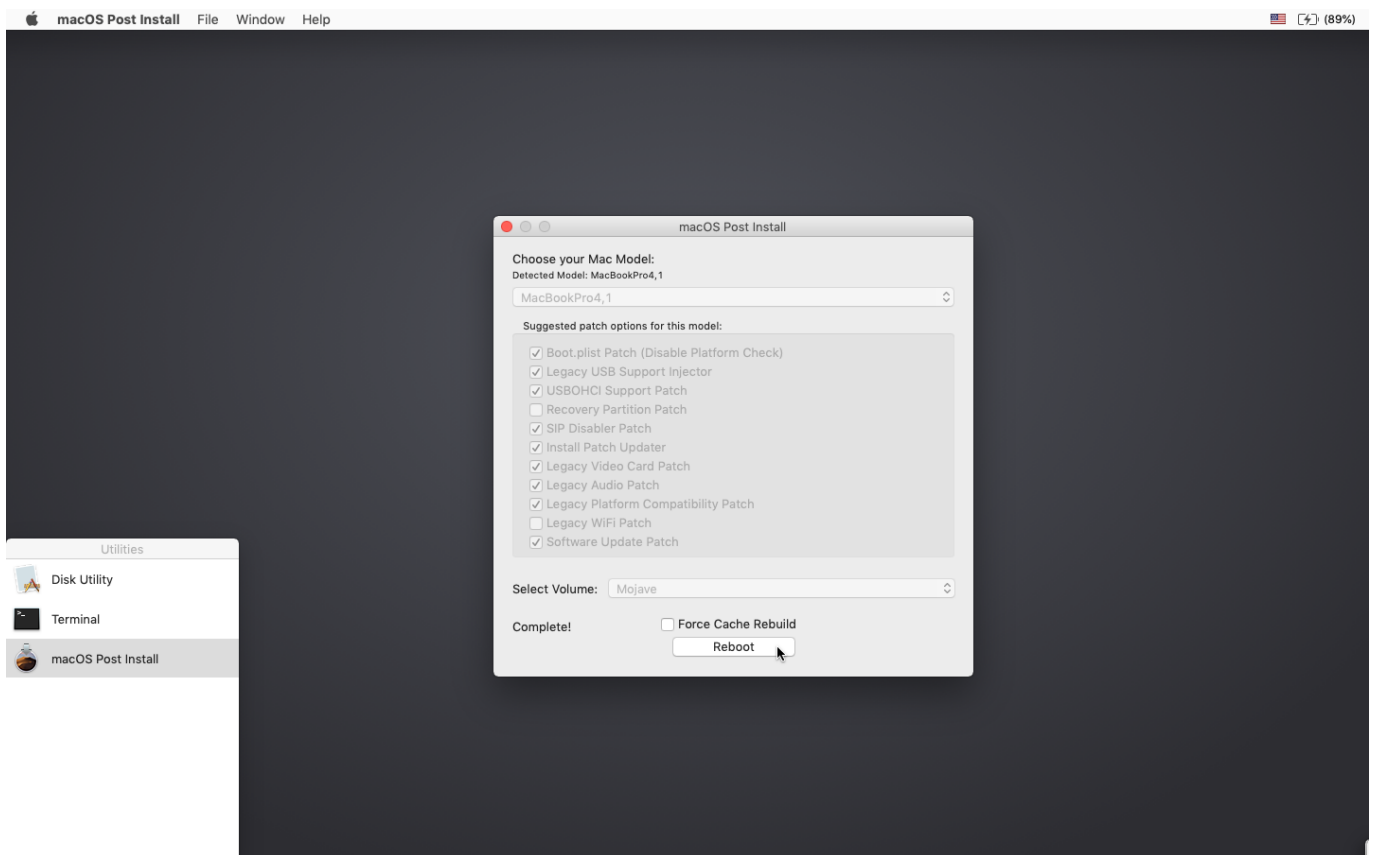 macOS Post Install File Window Help (89%)
macOS Post Install
Choose your Mac Model:
Detected Model: MacBookPro4,1
MacBookPro4,1
Suggested patch options for this model:
Boot.plist Patch (Disable Platform Check)
Legacy USB Support Injector
USBOHCI Support Patch
Recovery Partition Patch
SIP Disabler Patch
Install Patch Updater
Legacy Video Card Patch
Legacy Audio Patch
Legacy Platform Compatibility Patch
Legacy WiFi Patch
Software Update Patch
Select Volume: Mojave
Complete! Force Cache Rebuild
Reboot
Utilities
Disk Utility
Terminal
macOS Post Install